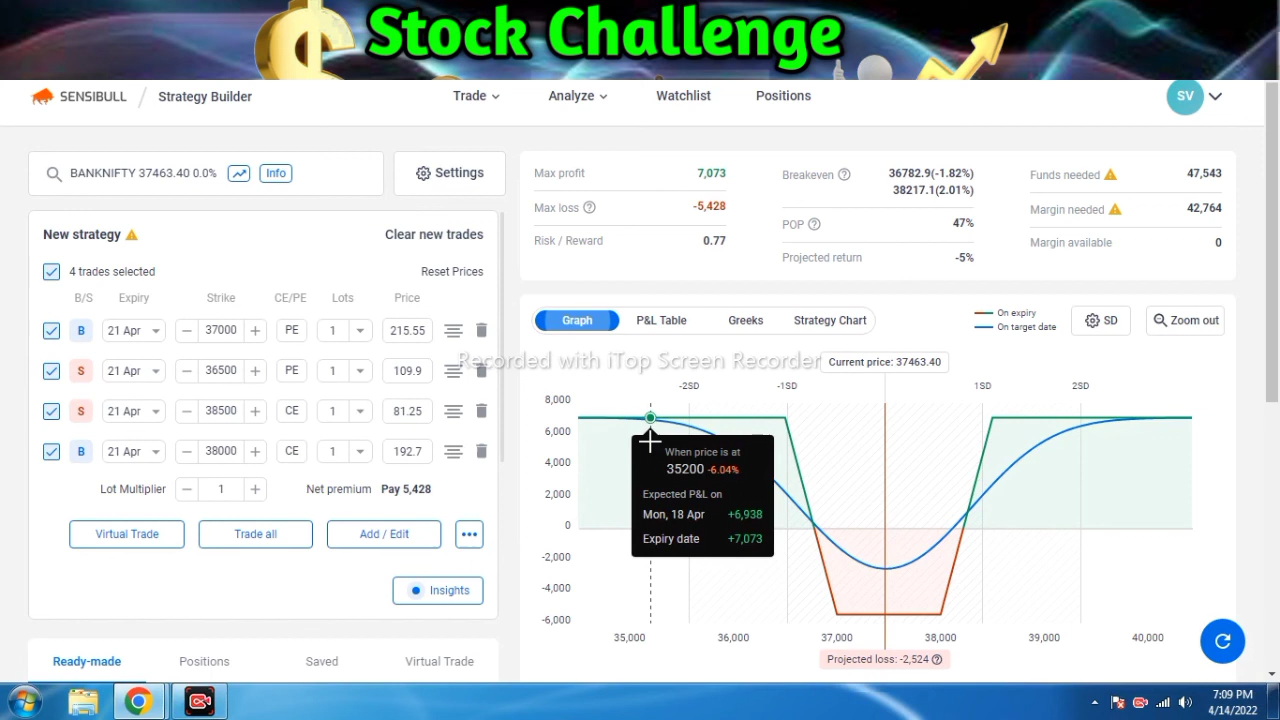 Stock Challenge
SENSIBULL / Strategy Builder
Trade
Analyze
Watchlist
Positions
SV
BANKNIFTY 37463.40 0.0%
Info
Settings
New strategy
Clear new trades
4 trades selected
Reset Prices
B/S Expiry Strike CE/PE Lots Price
B 21 Apr 37000 PE 1 215.55
S 21 Apr 36500 PE 1 109.9
S 21 Apr 38500 CE 1 81.25
B 21 Apr 38000 CE 1 192.7
Lot Multiplier 1 Net premium Pay 5,428
Virtual Trade
Trade all
Add / Edit
Insights
Ready-made
Positions
Saved
Virtual Trade
Max profit 7,073
Max loss -5,428
Risk / Reward 0.77
Breakeven 36782.9(-1.82%)
38217.1(2.01%)
POP 47%
Projected return -5%
Funds needed 47,543
Margin needed 42,764
Margin available 0
Graph
P&L Table
Greeks
Strategy Chart
On expiry
On target date
SD
Zoom out
Recorded with iTop Screen Recorder
Current price: 37463.40
-2SD -1SD 1SD 2SD
8,000
6,000
4,000
2,000
0
-2,000
-4,000
-6,000
When price is at
35200 -6.04%
Expected P&L on
Mon, 18 Apr +6,938
Expiry date +7,073
35,000 36,000 37,000 38,000 39,000 40,000
Projected loss: -2,524
7:09 PM
4/14/2022